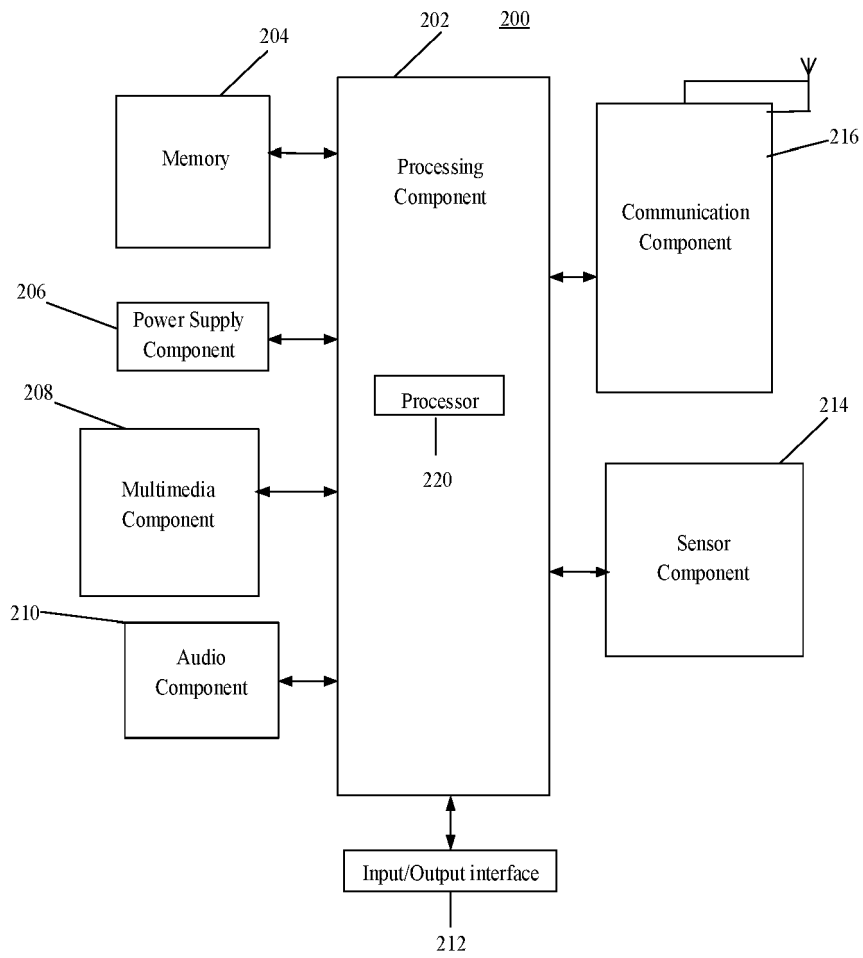 202
200
204
Memory
Processing
Component
216
Communication
Component
206
Power Supply
Component
208
Processor
220
214
Multimedia
Component
Sensor
Component
210
Audio
Component
Input/Output interface
212